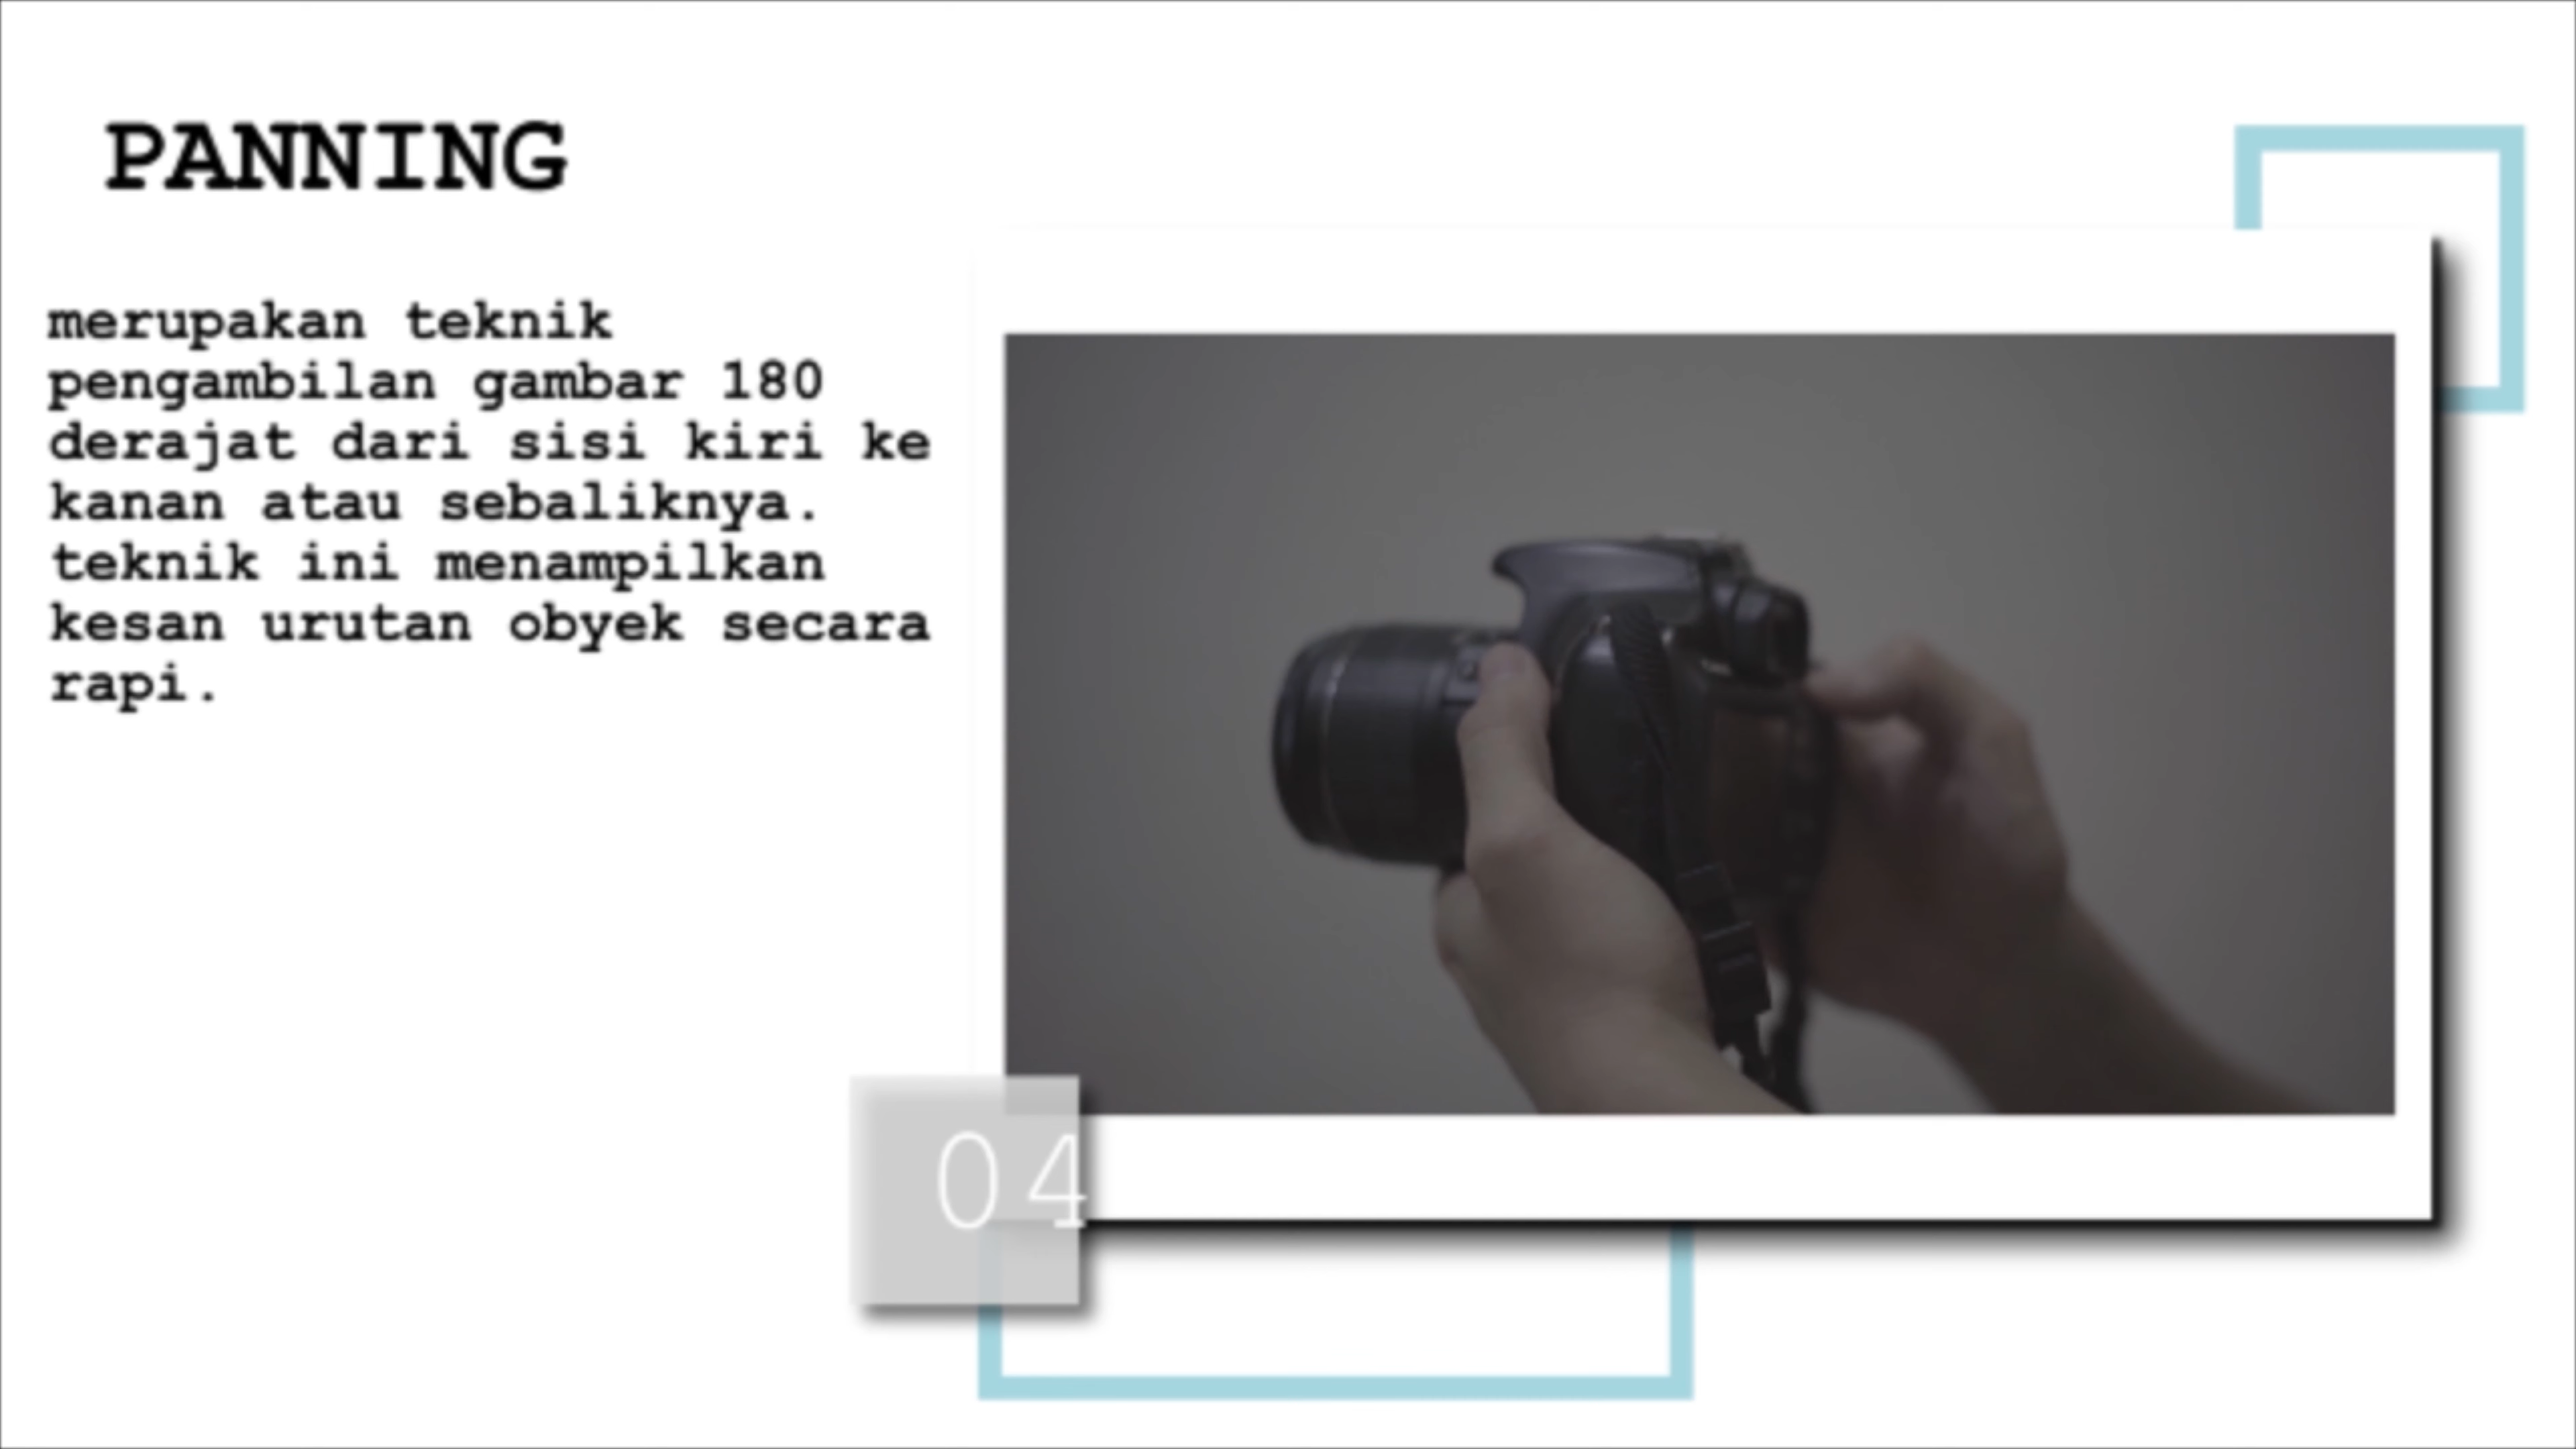 PANNING
merupakan teknik
pengambilan gambar 180
derajat dari sisi kiri ke
kanan atau sebaliknya.
teknik ini menampilkan
kesan urutan obyek secara
rapi.
04